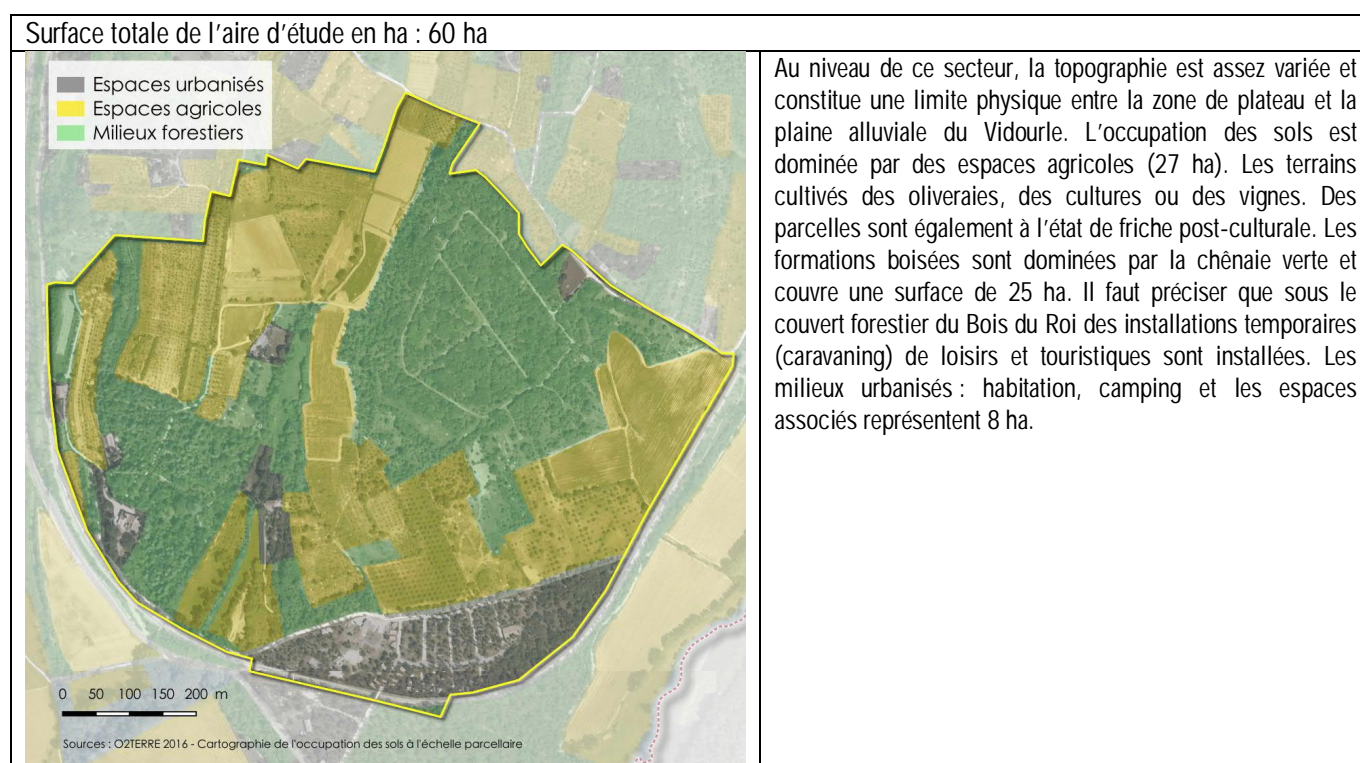 Surface totale de l'aire d'étude en ha : 60 ha
Espaces urbanisés
Espaces agricoles
Milieux forestiers
0 50 100 150 200 m
Sources : O2TERRE 2016 - Cartographie de l'occupation des sols à l'échelle parcellaire
Au niveau de ce secteur, la topographie est assez variée et
constitue une limite physique entre la zone de plateau et la
plaine alluviale du Vidourle. L'occupation des sols est
dominée par des espaces agricoles (27 ha). Les terrains
cultivés des oliveraies, des cultures ou des vignes. Des
parcelles sont également à l'état de friche post-culturale. Les
formations boisées sont dominées par la chênaie verte et
couvre une surface de 25 ha. Il faut préciser que sous le
couvert forestier du Bois du Roi des installations temporaires
(caravaning) de loisirs et touristiques sont installées. Les
milieux urbanisés : habitation, camping et les espaces
associés représentent 8 ha.